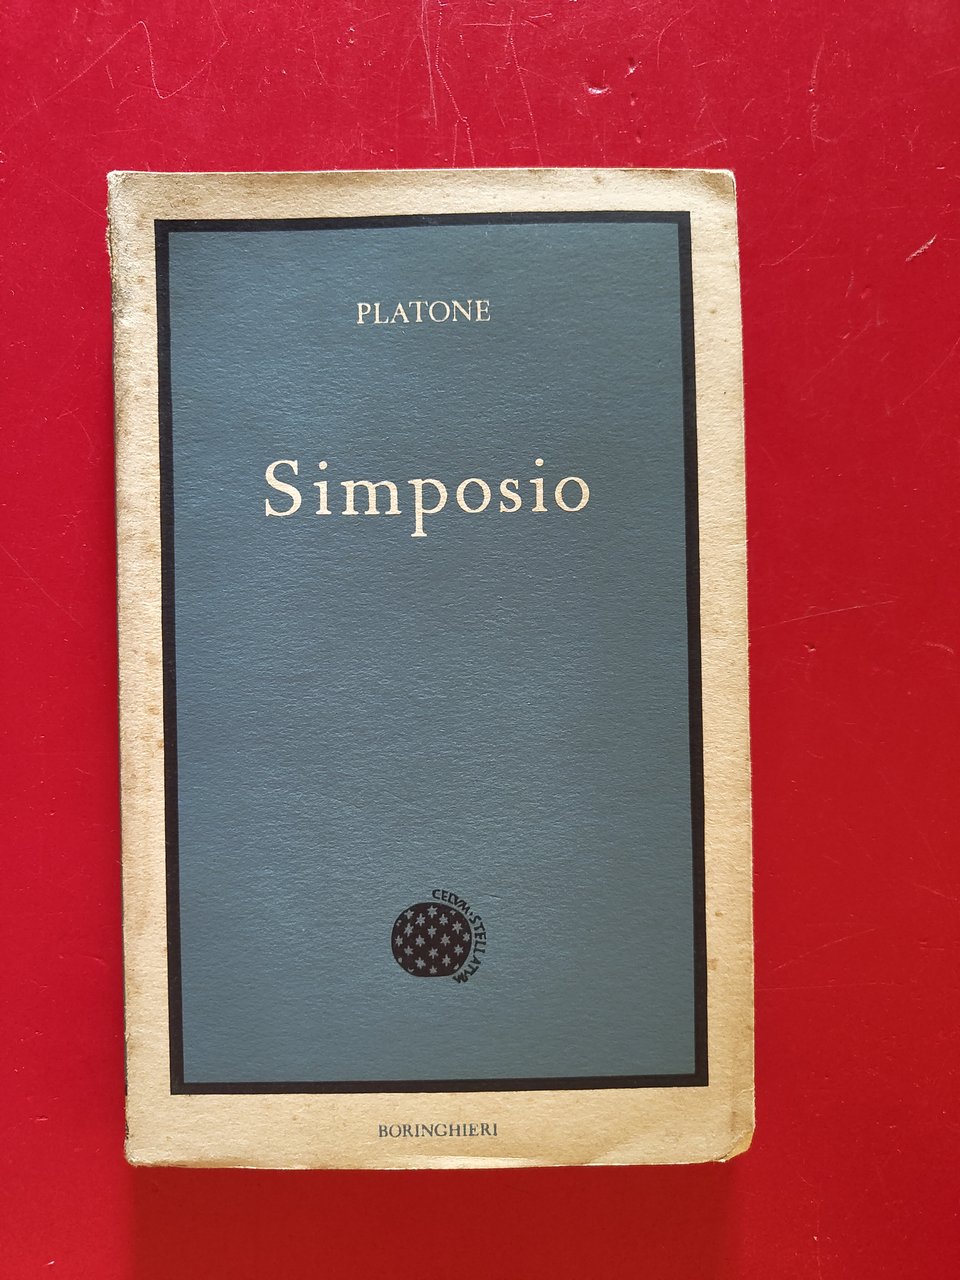 PLATONE
Simposio
CELVM·STELLATVM
BORINGHIERI